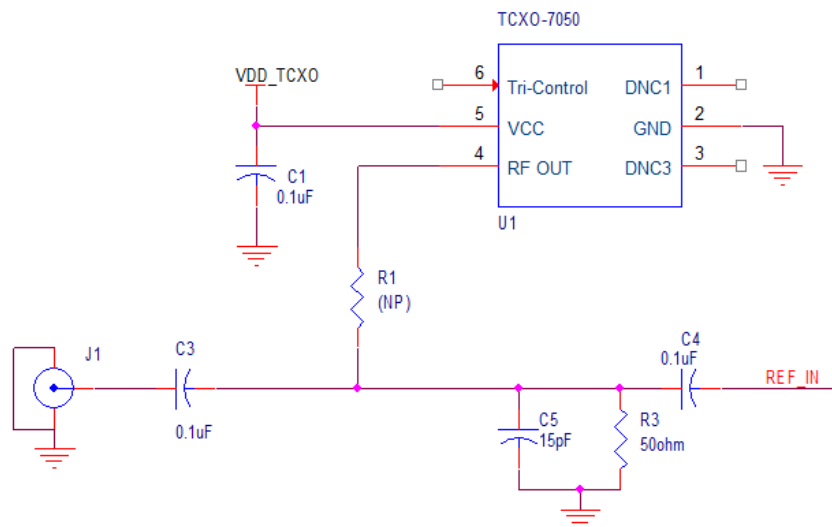 TCXO-7050
VDD_TCXO
6
Tri-Control
DNC1
1
5
VCC
GND
2
4
RF OUT
DNC3
3
C1
0.1uF
U1
R1
(NP)
J1
C3
C4
0.1uF
REF_IN
0.1uF
C5
15pF
R3
50ohm